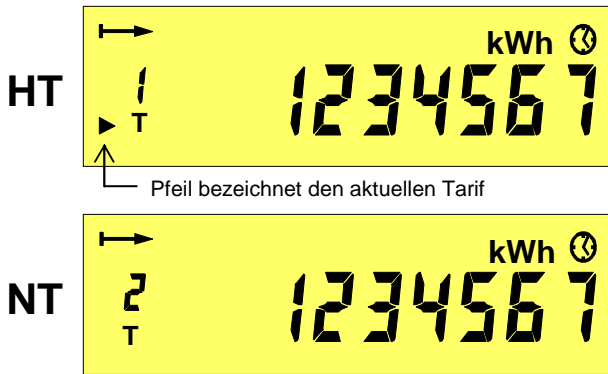 kWh
HT
1
1234567
T
Pfeil bezeichnet den aktuellen Tarif
kWh
NT
2
1234567
T